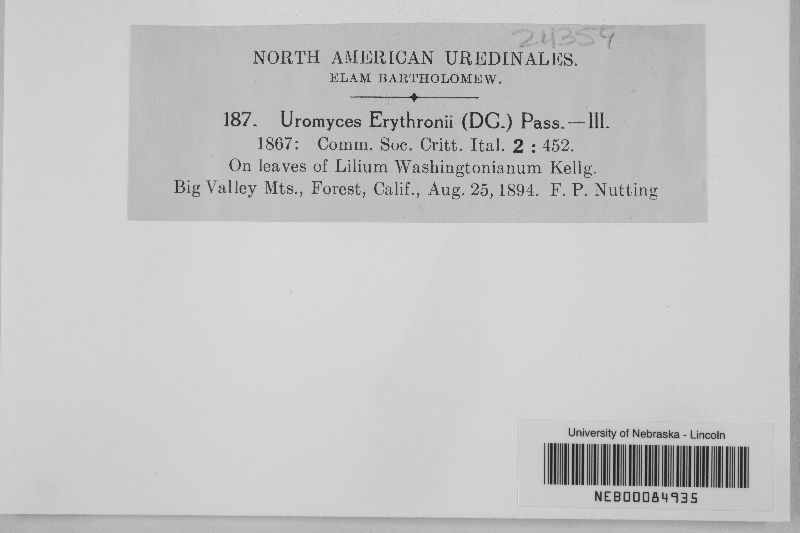 24359
NORTH AMERICAN UREDINALES.
ELAM BARTHOLOMEW.
187. Uromyces Erythronii (DC.) Pass.—III.
1867: Comm. Soc. Critt. Ital. 2 : 452.
On leaves of Lilium Washingtonianum Kellg.
Big Valley Mts., Forest, Calif., Aug. 25, 1894. F. P. Nutting
University of Nebraska - Lincoln
NEB00084935